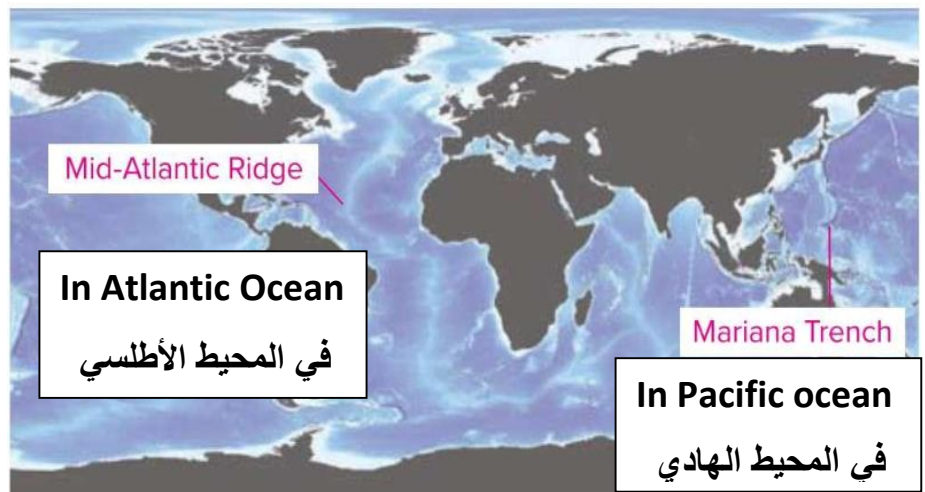 Mid-Atlantic Ridge
In Atlantic Ocean
في المحيط الأطلسي
Mariana Trench
In Pacific ocean
في المحيط الهادي